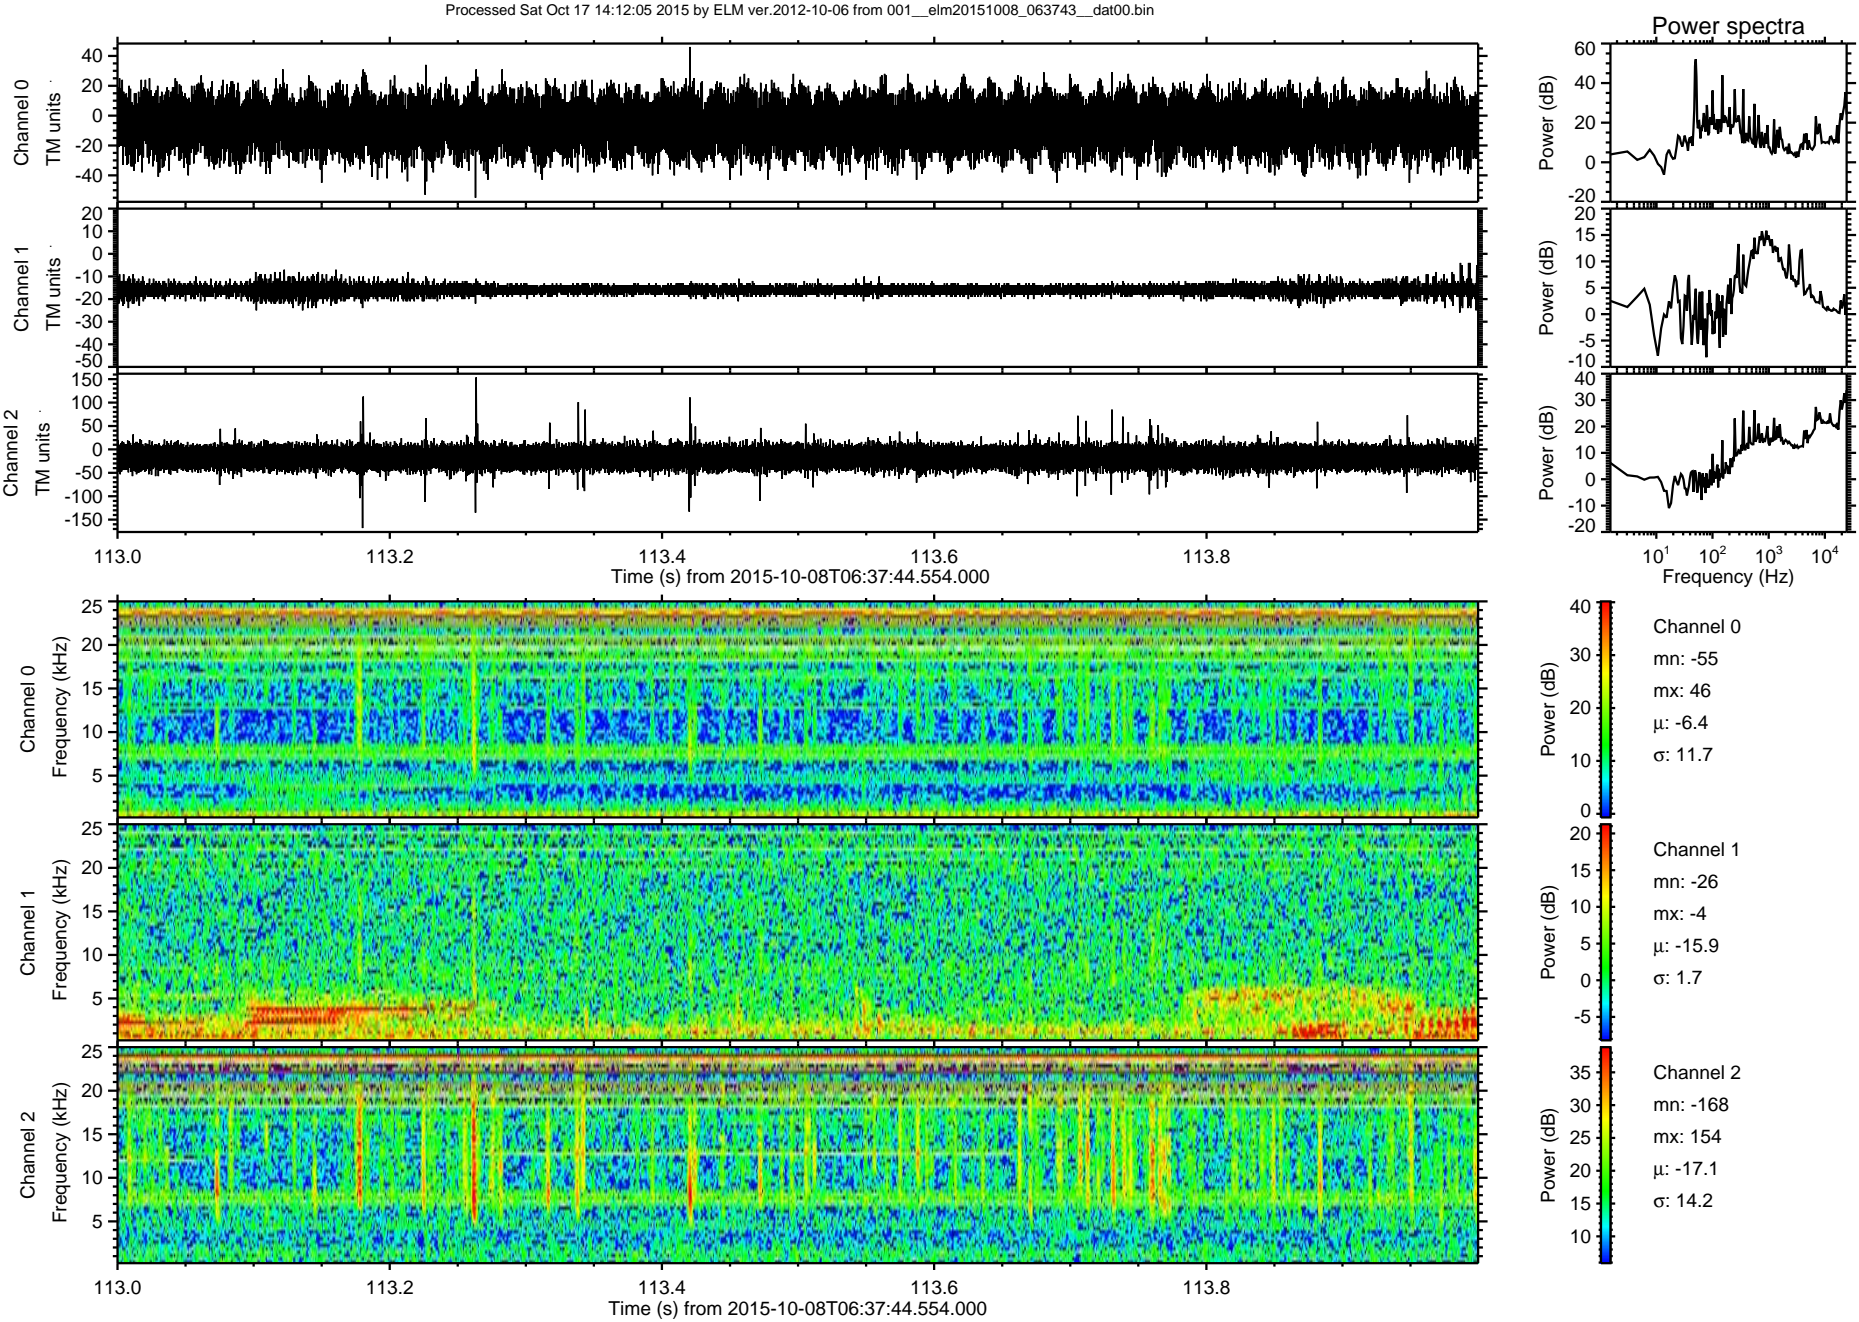 Processed Sat Oct 17 14:12:05 2015 by ELM ver.2012-10-06 from 001__elm20151008_063743__dat00.bin
Power spectra
Channel 0
TM units
40
20
0
-20
-40
Power (dB)
60
40
20
0
-20
Channel 1
TM units
20
10
0
-10
-20
-30
-40
-50
Power (dB)
20
15
10
5
0
-5
-10
Channel 2
TM units
150
100
50
0
-50
-100
-150
Power (dB)
40
30
20
10
0
-10
-20
113.0
113.2
113.4
113.6
113.8
Time (s) from 2015-10-08T06:37:44.554.000
10¹
10²
10³
10⁴
Frequency (Hz)
Channel 0
Frequency (kHz)
25
20
15
10
5
Power (dB)
40
30
20
10
0
Channel 0
mn: -55
mx: 46
μ: -6.4
σ: 11.7
Channel 1
Frequency (kHz)
25
20
15
10
5
Power (dB)
20
15
10
5
0
-5
Channel 1
mn: -26
mx: -4
μ: -15.9
σ: 1.7
Channel 2
Frequency (kHz)
25
20
15
10
5
Power (dB)
35
30
25
20
15
10
Channel 2
mn: -168
mx: 154
μ: -17.1
σ: 14.2
113.0
113.2
113.4
113.6
113.8
Time (s) from 2015-10-08T06:37:44.554.000